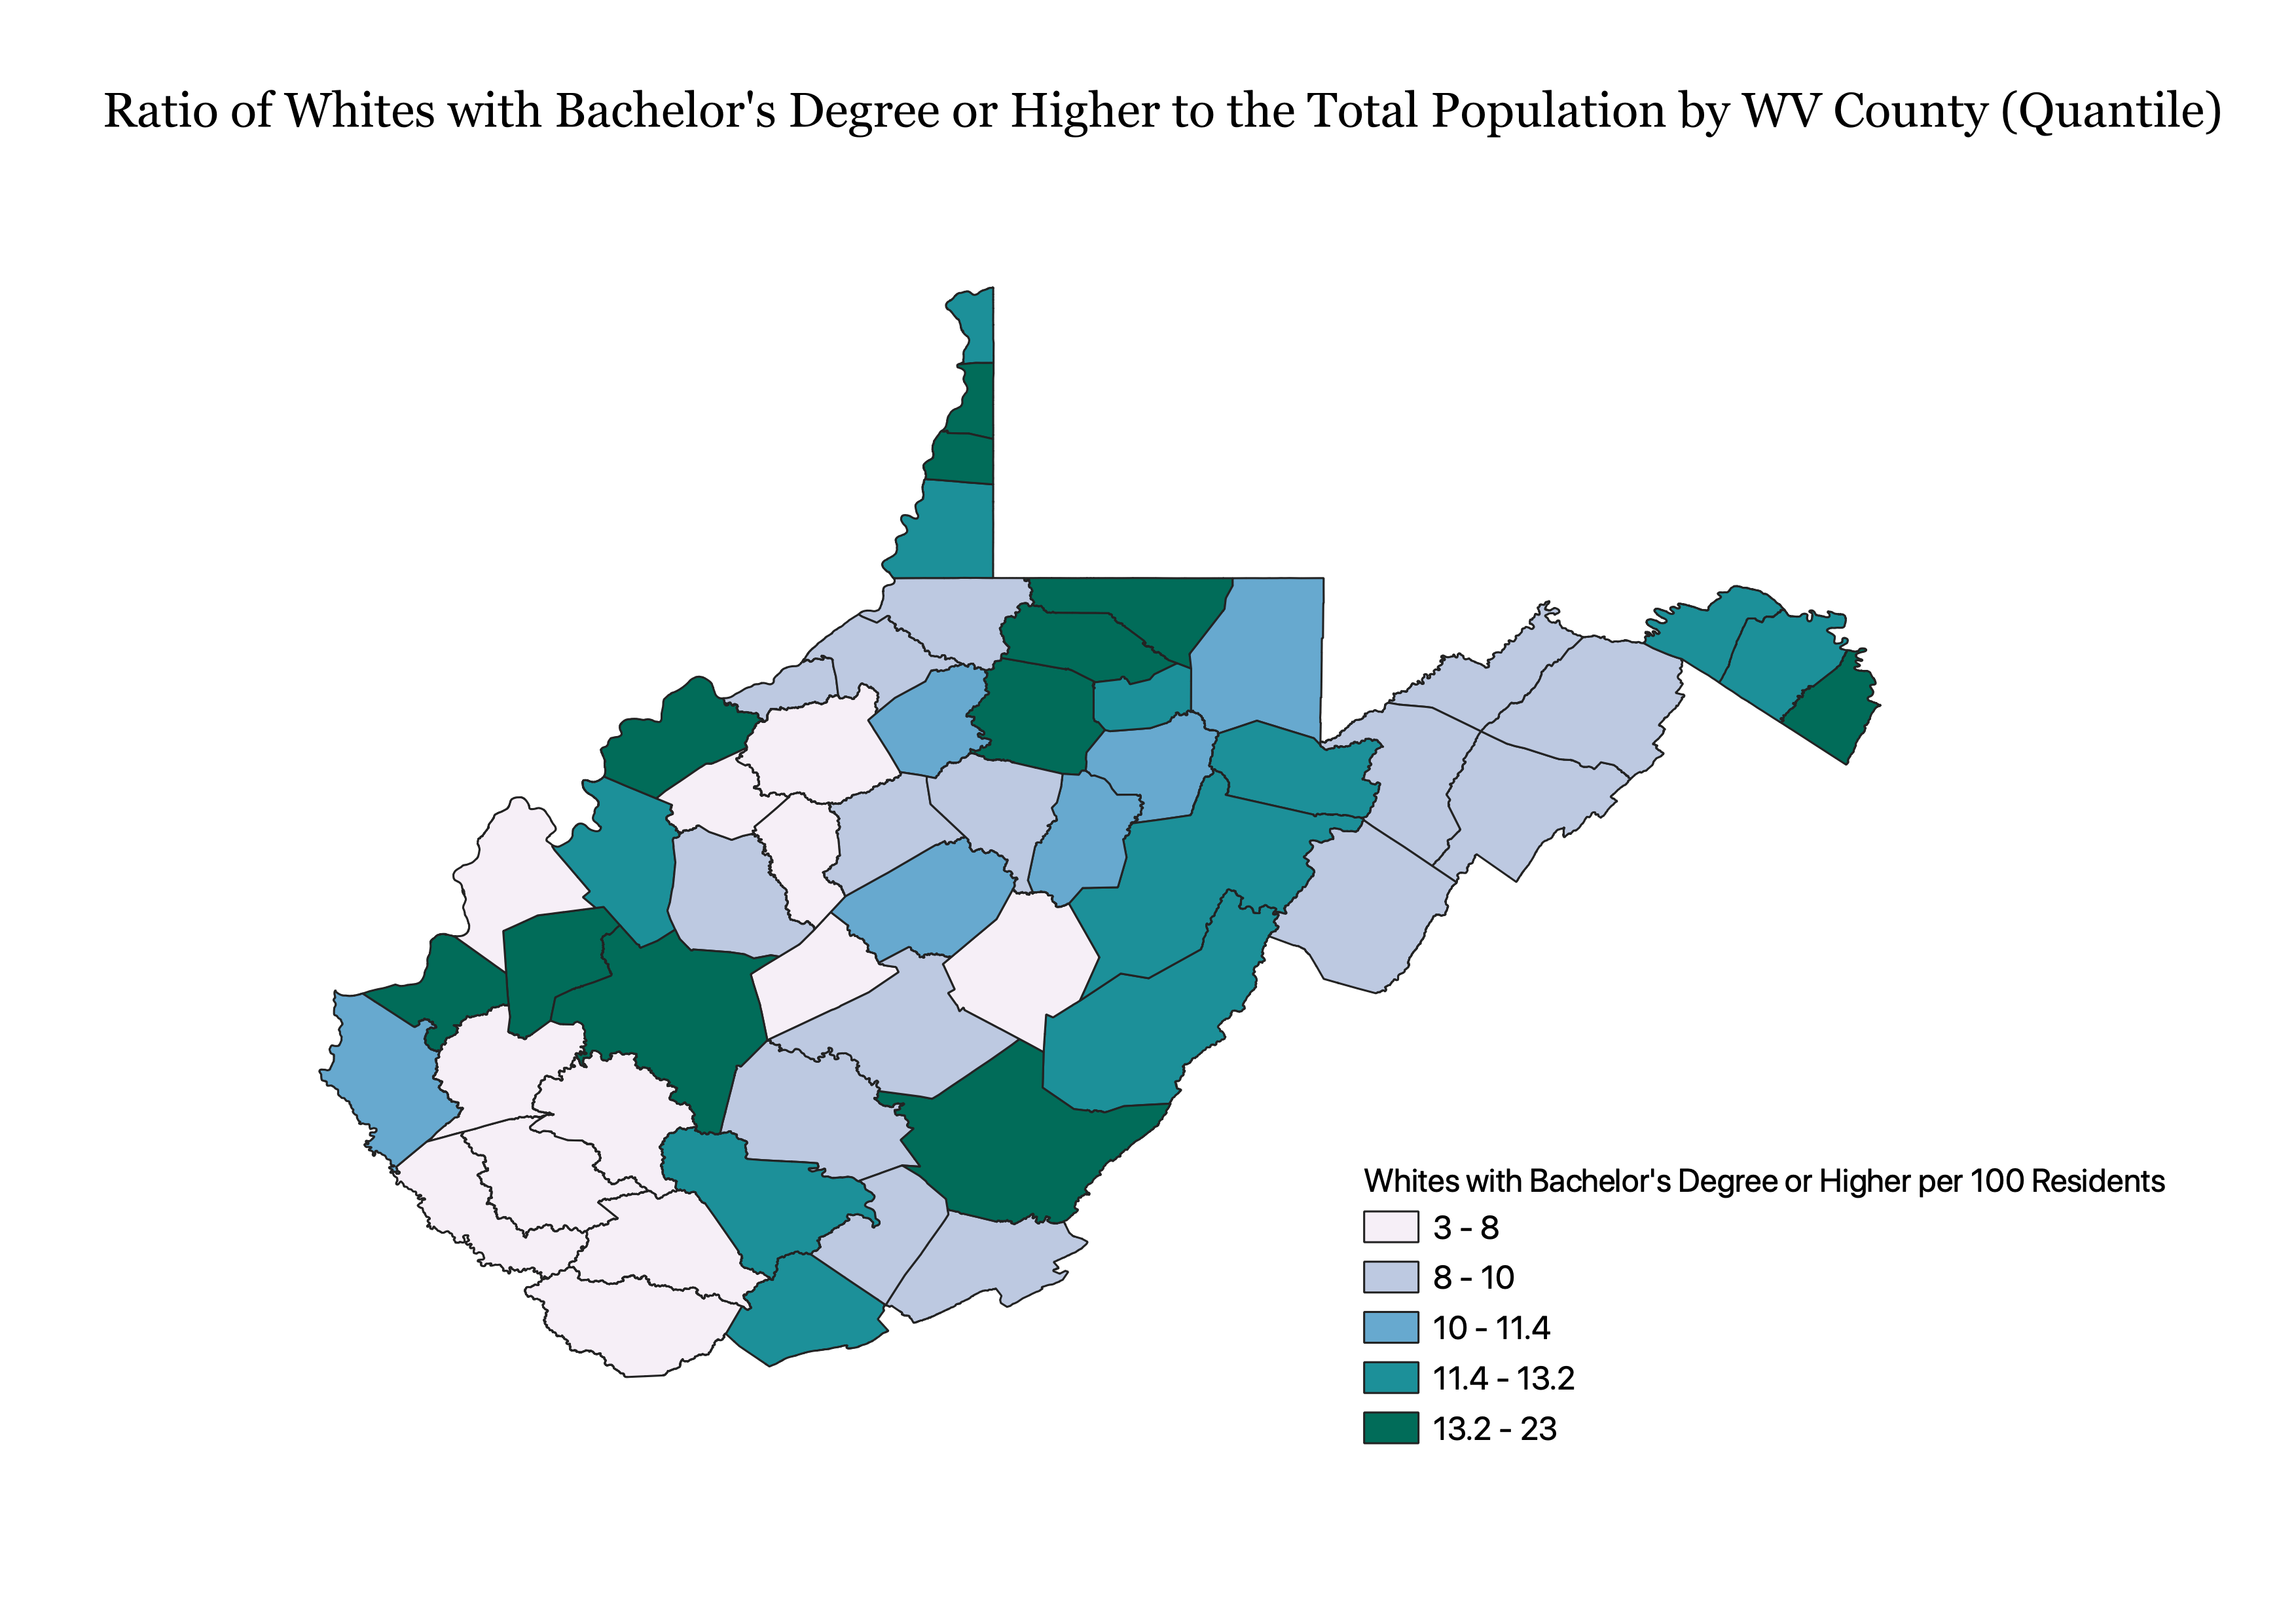 Ratio of Whites with Bachelor's Degree or Higher to the Total Population by WV County (Quantile)
Whites with Bachelor's Degree or Higher per 100 Residents
3 - 8
8 - 10
10 - 11.4
11.4 - 13.2
13.2 - 23